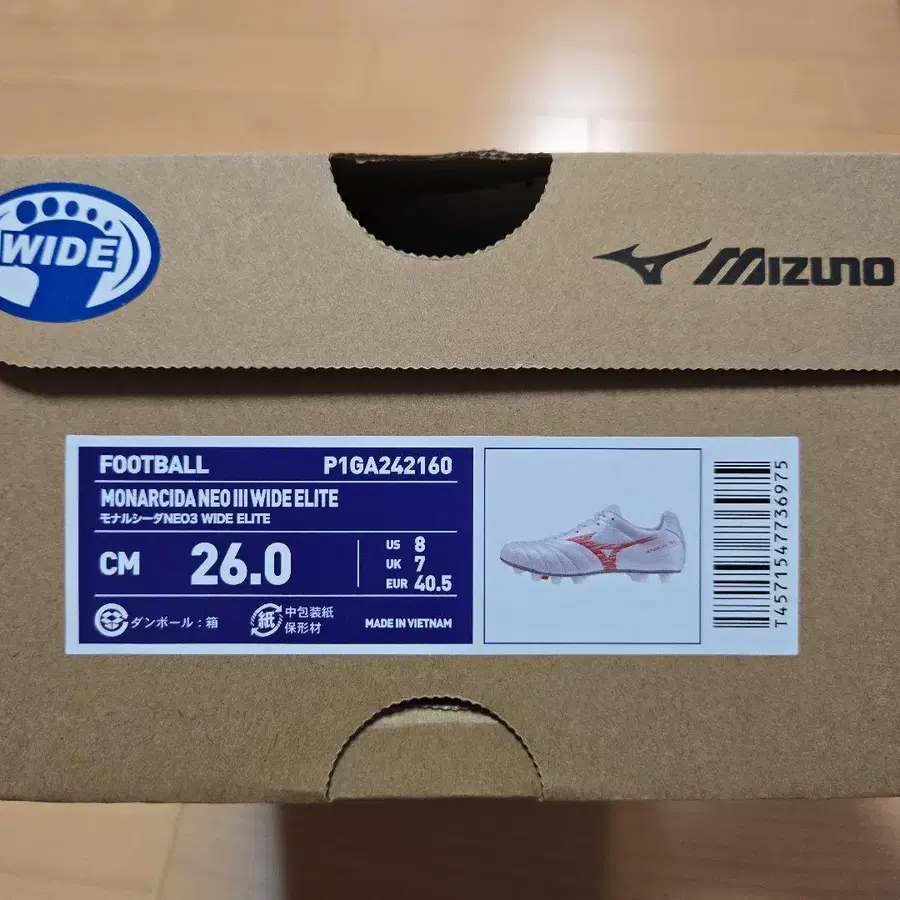 WIDE
MIZUNO
FOOTBALL P1GA242160
MONARCIDA NEO III WIDE ELITE
モナルシーダNEO3 WIDE ELITE
CM 26.0
US 8
UK 7
EUR 40.5
ダンボール：箱
紙 中包装紙
保形材
MADE IN VIETNAM
T4571547736975